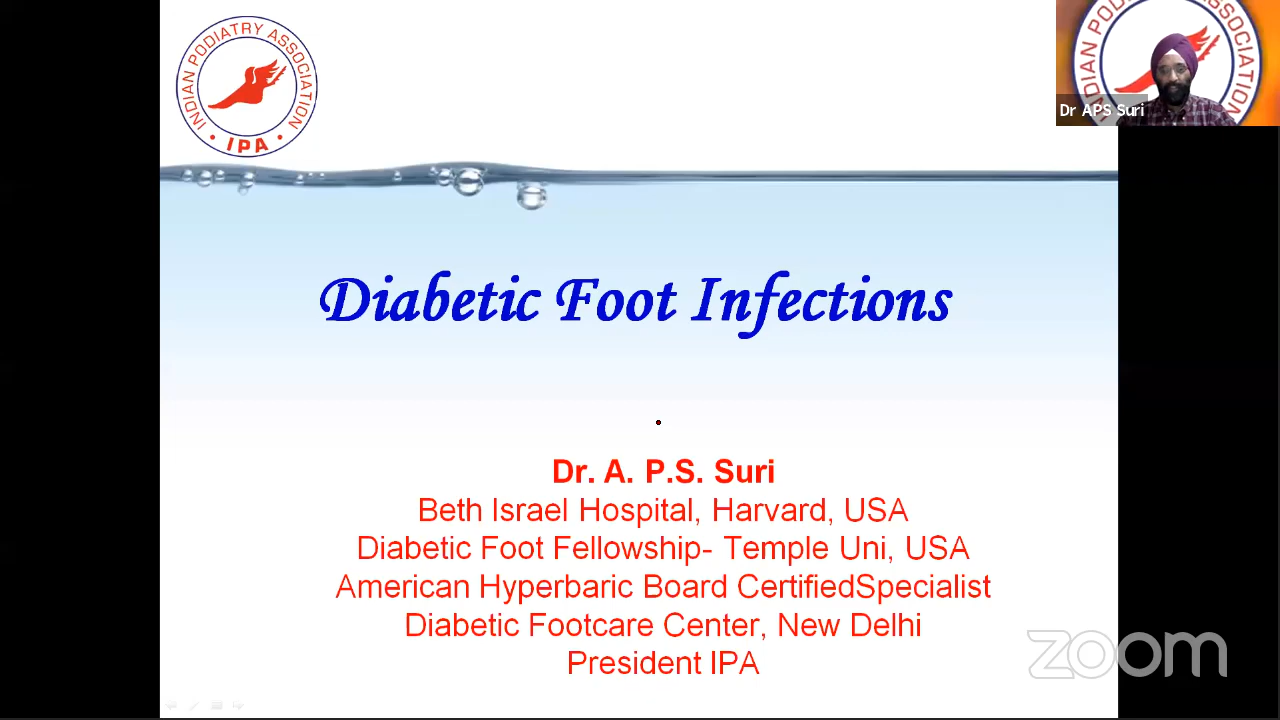 INDIAN PODIATRY ASSOCIATION
• IPA •
Dr APS Suri
Diabetic Foot Infections
Dr. A. P.S. Suri
Beth Israel Hospital, Harvard, USA
Diabetic Foot Fellowship- Temple Uni, USA
American Hyperbaric Board CertifiedSpecialist
Diabetic Footcare Center, New Delhi
President IPA
zoom